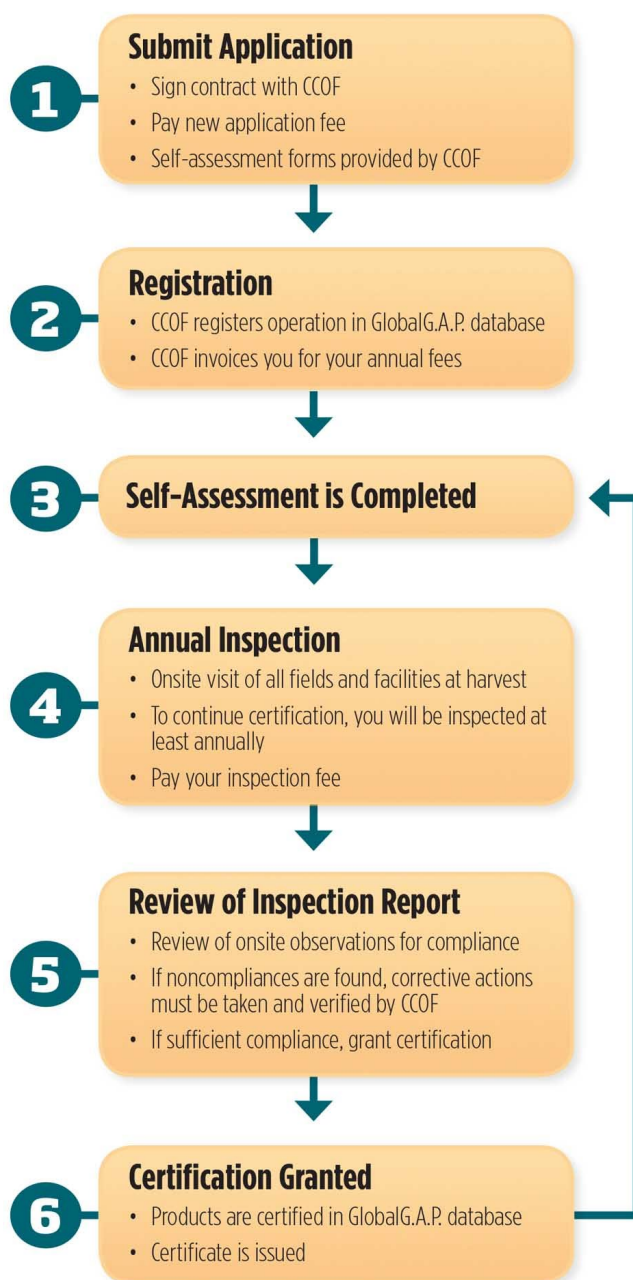 1
Submit Application
• Sign contract with CCOF
• Pay new application fee
• Self-assessment forms provided by CCOF
2
Registration
• CCOF registers operation in GlobalG.A.P. database
• CCOF invoices you for your annual fees
3
Self-Assessment is Completed
4
Annual Inspection
• Onsite visit of all fields and facilities at harvest
• To continue certification, you will be inspected at
least annually
• Pay your inspection fee
5
Review of Inspection Report
• Review of onsite observations for compliance
• If noncompliances are found, corrective actions
must be taken and verified by CCOF
• If sufficient compliance, grant certification
6
Certification Granted
• Products are certified in GlobalG.A.P. database
• Certificate is issued